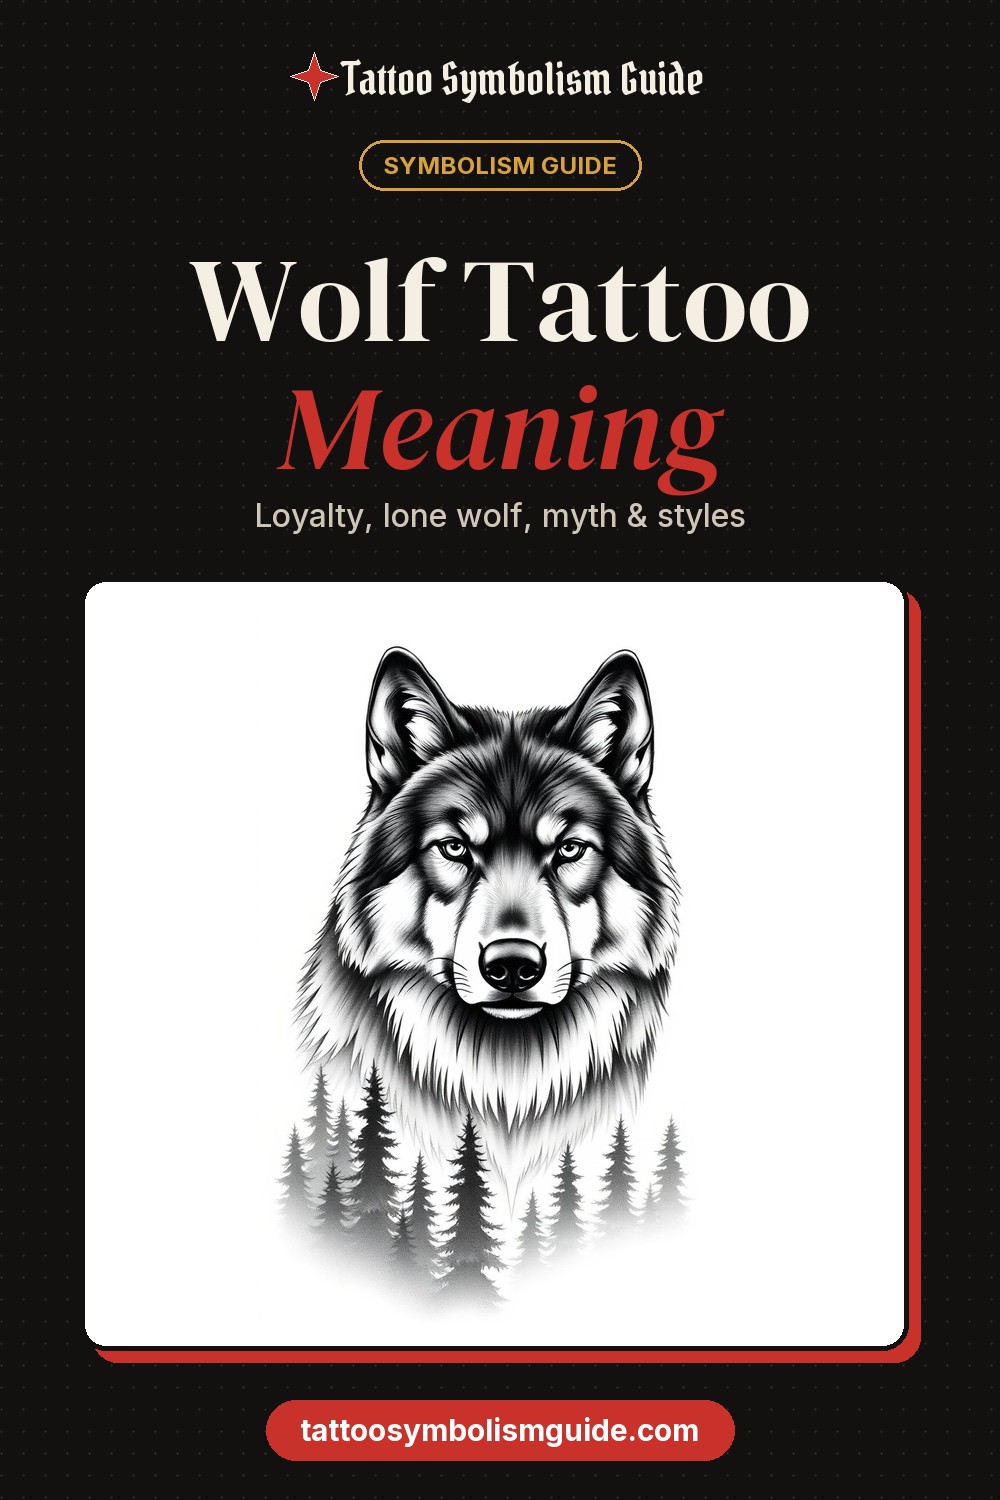 Tattoo Symbolism Guide
SYMBOLISM GUIDE
Wolf Tattoo
Meaning
Loyalty, lone wolf, myth & styles
tattoosymbolismguide.com